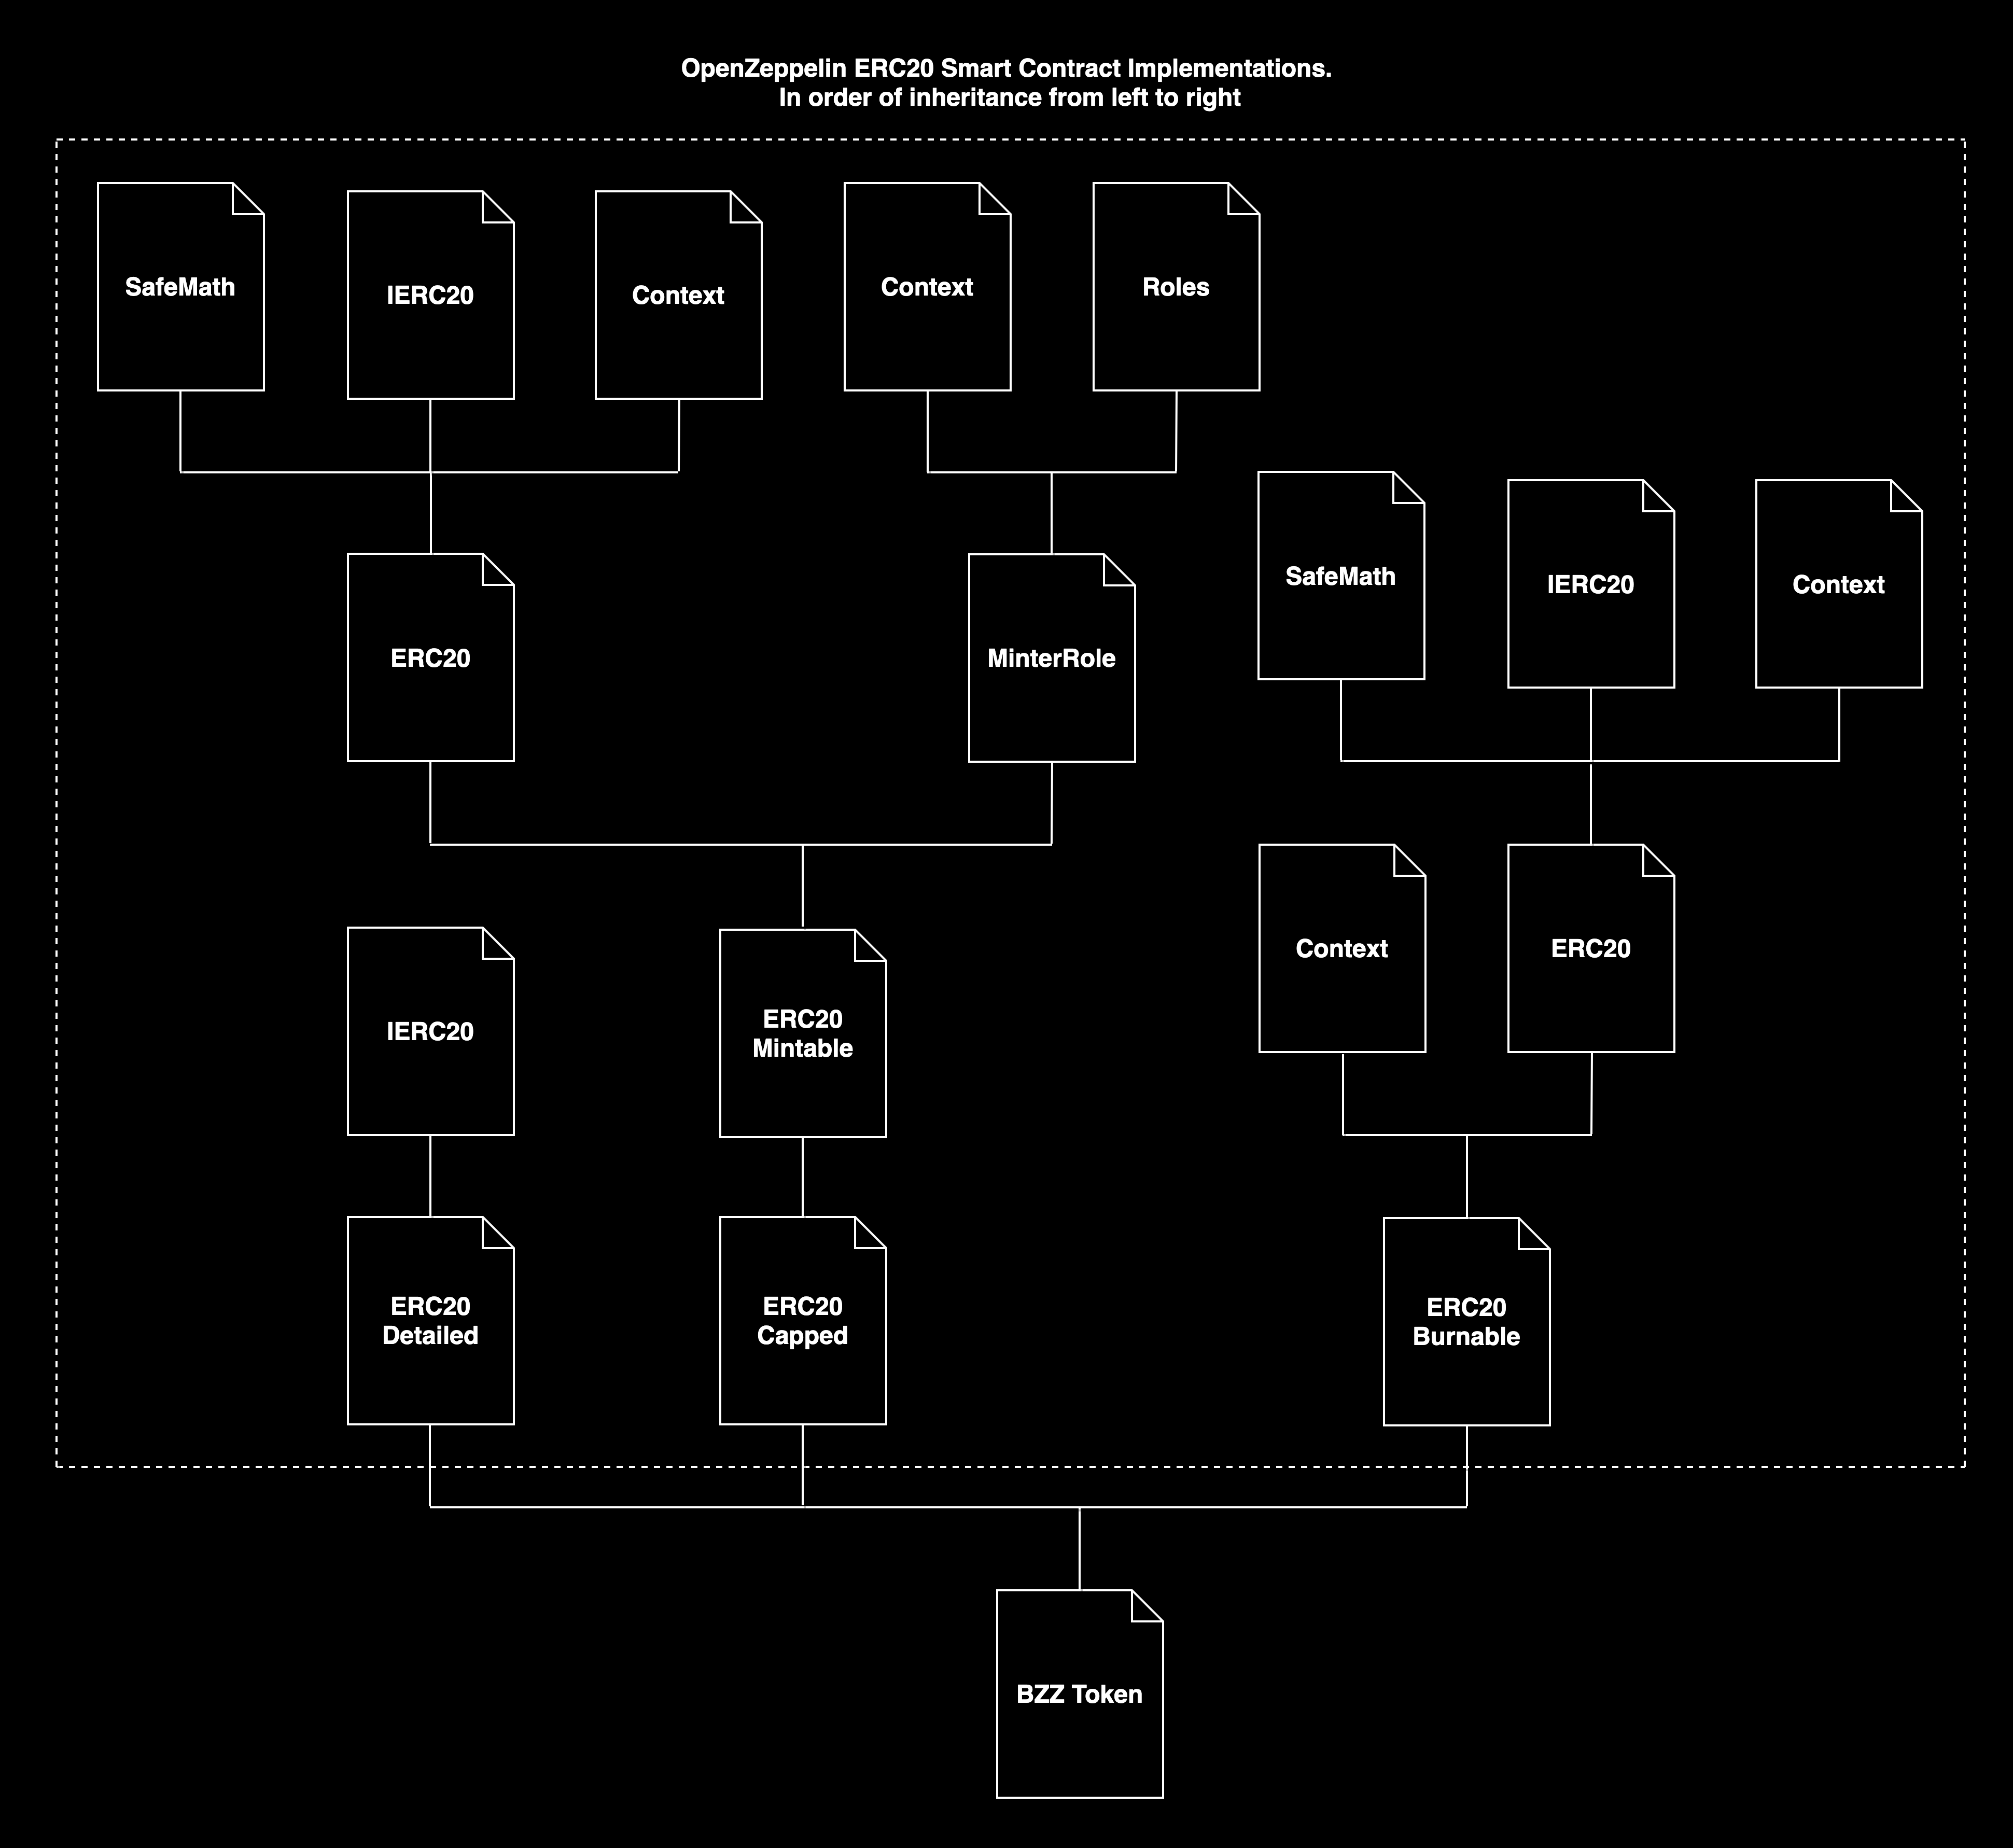 OpenZeppelin ERC20 Smart Contract Implementations.
In order of inheritance from left to right
SafeMath
IERC20
Context
Context
Roles
SafeMath
IERC20
Context
ERC20
MinterRole
Context
ERC20
IERC20
ERC20
Mintable
ERC20
Detailed
ERC20
Capped
ERC20
Burnable
BZZ Token